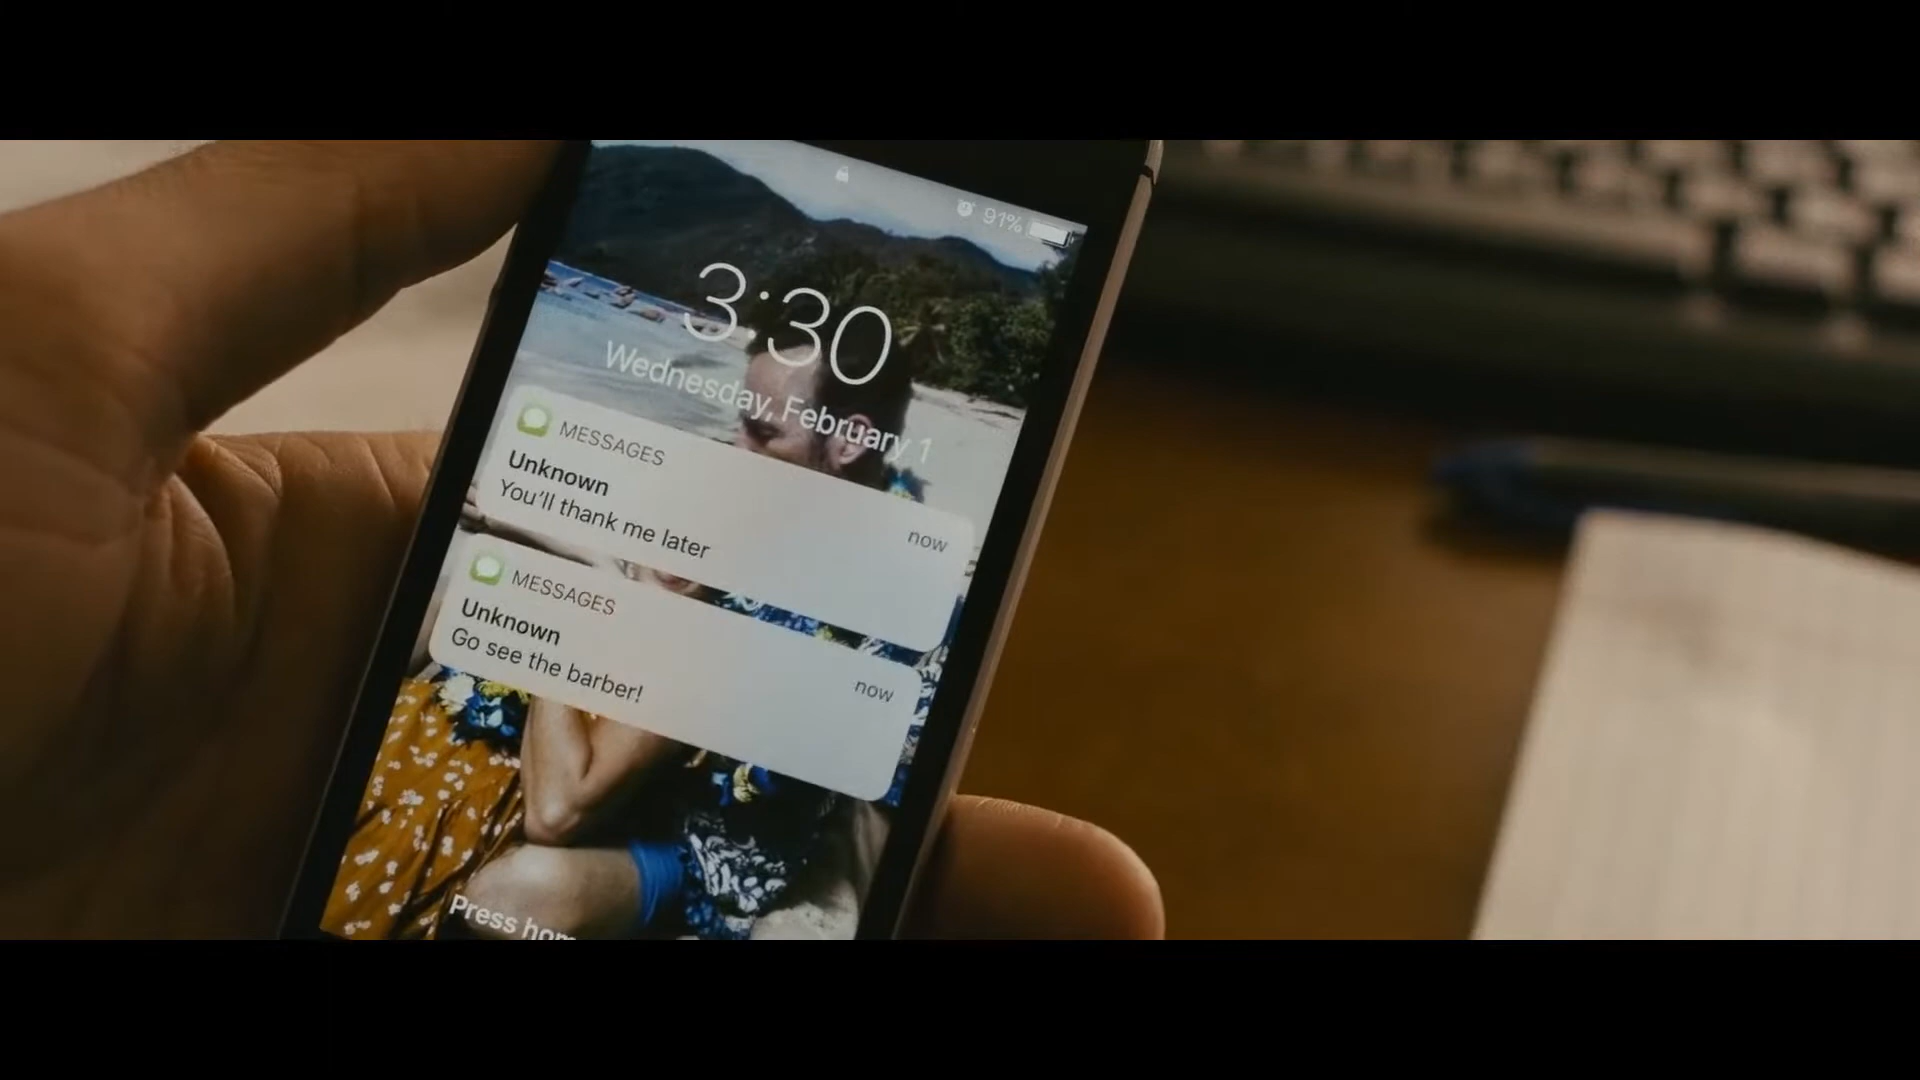 91%
3:30
Wednesday, February 1
MESSAGES
Unknown
You'll thank me later
now
MESSAGES
Unknown
Go see the barber!
now
Press